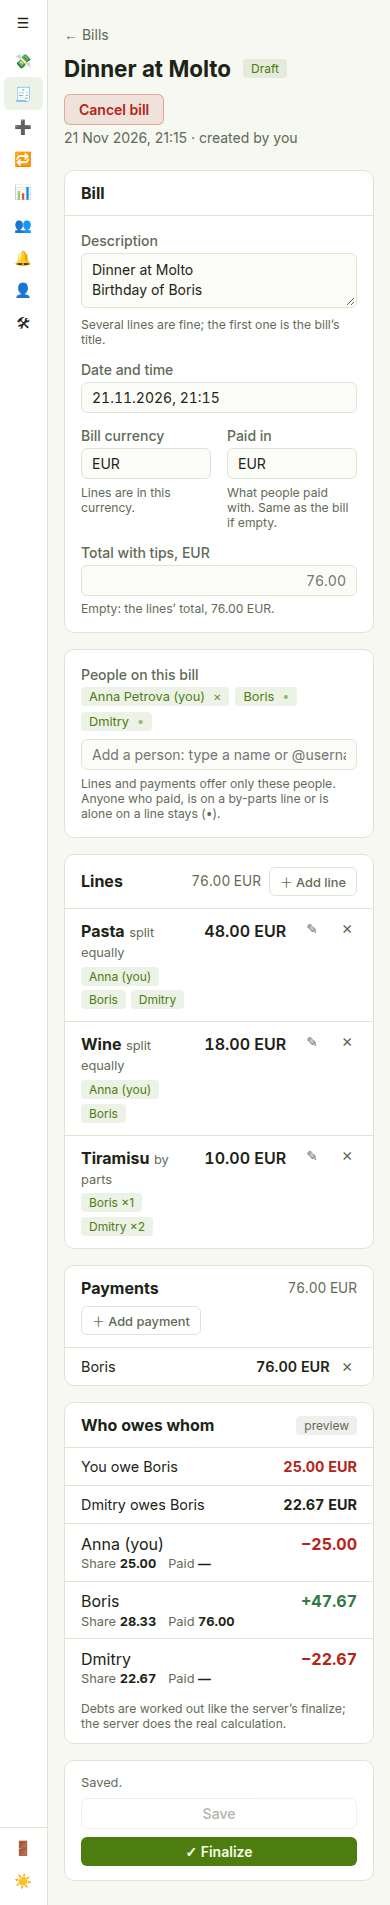 ← Bills
Dinner at Molto Draft
Cancel bill
21 Nov 2026, 21:15 · created by you
Bill
Description
Dinner at Molto
Birthday of Boris
Several lines are fine; the first one is the bill's
title.
Date and time
21.11.2026, 21:15
Bill currency Paid in
EUR EUR
Lines are in this What people paid
currency. with. Same as the bill
if empty.
Total with tips, EUR
76.00
Empty: the lines' total, 76.00 EUR.
People on this bill
Anna Petrova (you) × Boris •
Dmitry •
Add a person: type a name or @userna
Lines and payments offer only these people.
Anyone who paid, is on a by-parts line or is
alone on a line stays (•).
Lines 76.00 EUR + Add line
Pasta split 48.00 EUR ✎ ×
equally
Anna (you)
Boris Dmitry
Wine split 18.00 EUR ✎ ×
equally
Anna (you)
Boris
Tiramisu by 10.00 EUR ✎ ×
parts
Boris ×1
Dmitry ×2
Payments 76.00 EUR
+ Add payment
Boris 76.00 EUR ×
Who owes whom preview
You owe Boris 25.00 EUR
Dmitry owes Boris 22.67 EUR
Anna (you) −25.00
Share 25.00 Paid —
Boris +47.67
Share 28.33 Paid 76.00
Dmitry −22.67
Share 22.67 Paid —
Debts are worked out like the server's finalize;
the server does the real calculation.
Saved.
Save
✓ Finalize